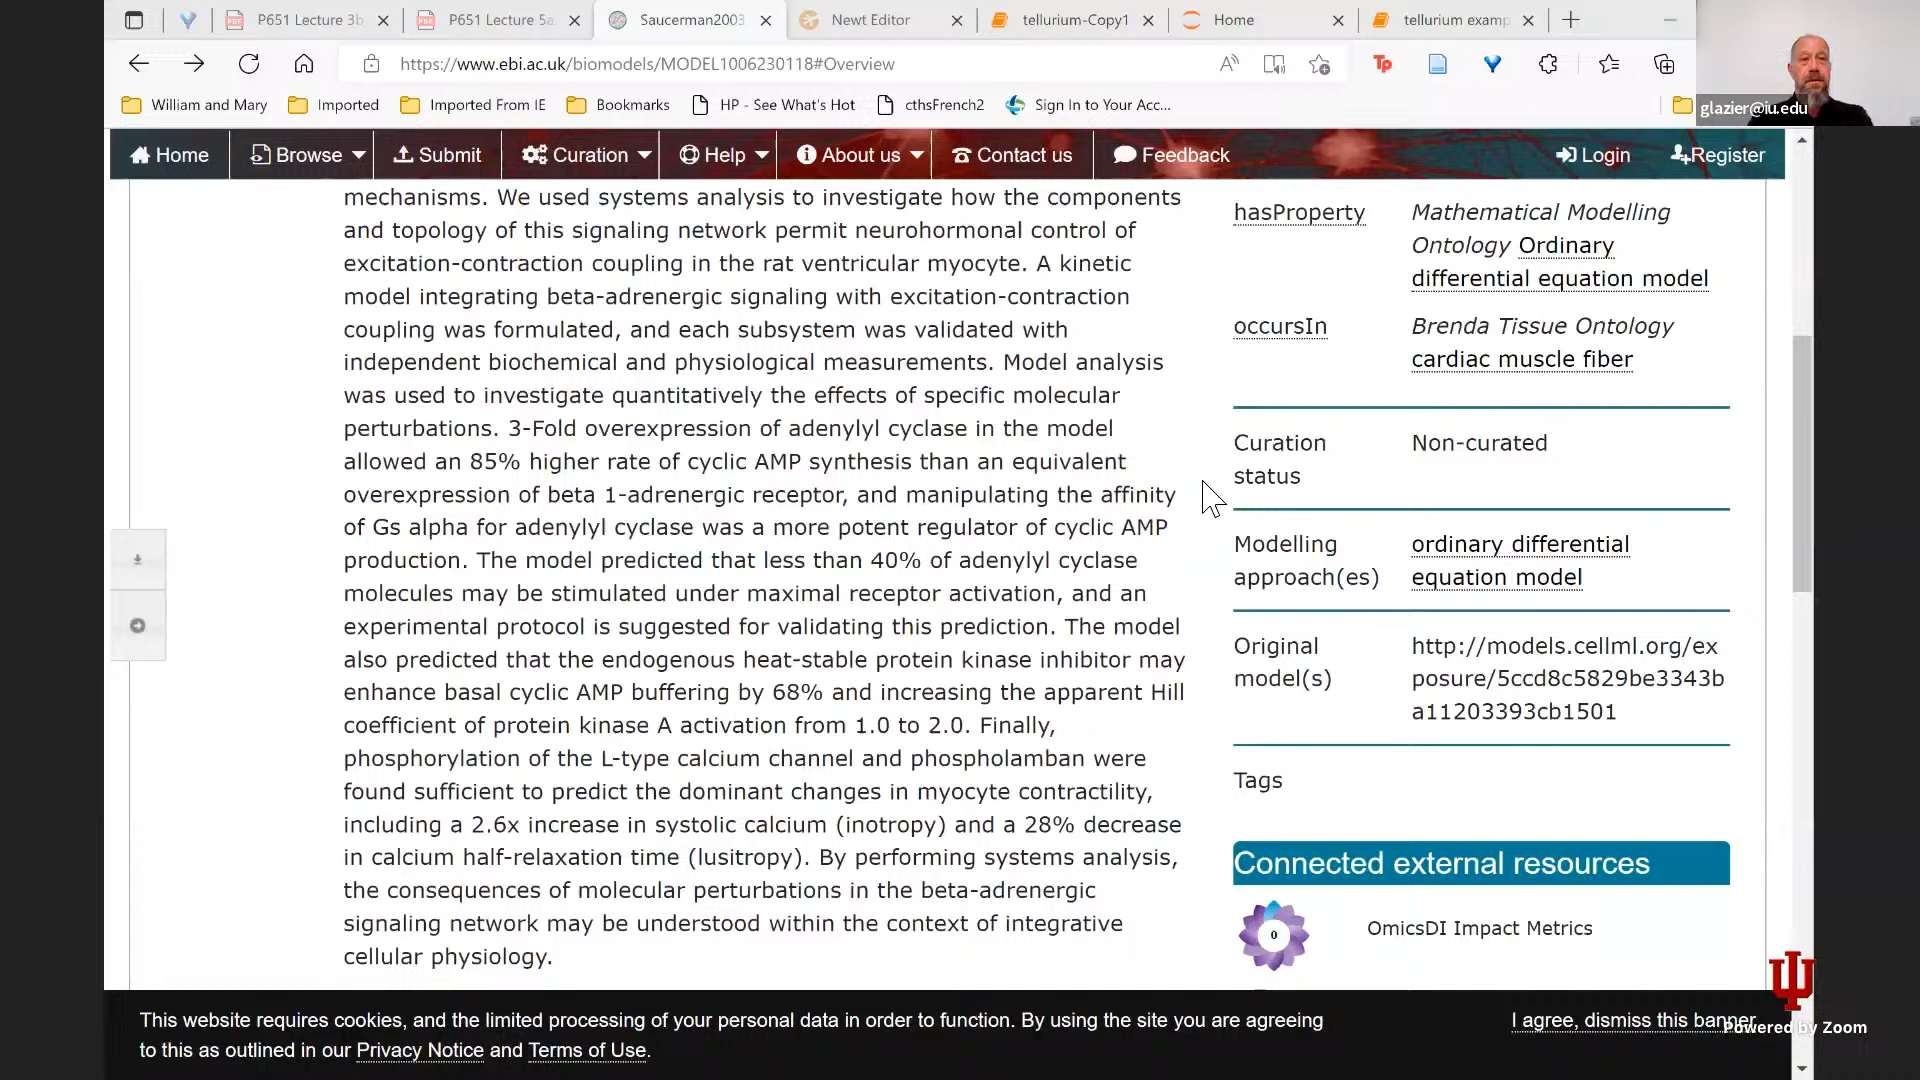 P651 Lecture 3b
P651 Lecture 5a
Saucerman2003
Newt Editor
tellurium-Copy1
Home
tellurium examp
https://www.ebi.ac.uk/biomodels/MODEL1006230118#Overview
William and Mary
Imported
Imported From IE
Bookmarks
HP - See What's Hot
cthsFrench2
Sign In to Your Acc...
glazier@iu.edu
Home
Browse
Submit
Curation
Help
About us
Contact us
Feedback
Login
Register
mechanisms. We used systems analysis to investigate how the components
and topology of this signaling network permit neurohormonal control of
excitation-contraction coupling in the rat ventricular myocyte. A kinetic
model integrating beta-adrenergic signaling with excitation-contraction
coupling was formulated, and each subsystem was validated with
independent biochemical and physiological measurements. Model analysis
was used to investigate quantitatively the effects of specific molecular
perturbations. 3-Fold overexpression of adenylyl cyclase in the model
allowed an 85% higher rate of cyclic AMP synthesis than an equivalent
overexpression of beta 1-adrenergic receptor, and manipulating the affinity
of Gs alpha for adenylyl cyclase was a more potent regulator of cyclic AMP
production. The model predicted that less than 40% of adenylyl cyclase
molecules may be stimulated under maximal receptor activation, and an
experimental protocol is suggested for validating this prediction. The model
also predicted that the endogenous heat-stable protein kinase inhibitor may
enhance basal cyclic AMP buffering by 68% and increasing the apparent Hill
coefficient of protein kinase A activation from 1.0 to 2.0. Finally,
phosphorylation of the L-type calcium channel and phospholamban were
found sufficient to predict the dominant changes in myocyte contractility,
including a 2.6x increase in systolic calcium (inotropy) and a 28% decrease
in calcium half-relaxation time (lusitropy). By performing systems analysis,
the consequences of molecular perturbations in the beta-adrenergic
signaling network may be understood within the context of integrative
cellular physiology.
hasProperty
Mathematical Modelling
Ontology Ordinary
differential equation model
occursIn
Brenda Tissue Ontology
cardiac muscle fiber
Curation
status
Non-curated
Modelling
approach(es)
ordinary differential
equation model
Original
model(s)
http://models.cellml.org/ex
posure/5ccd8c5829be3343b
a11203393cb1501
Tags
Connected external resources
0
OmicsDI Impact Metrics
This website requires cookies, and the limited processing of your personal data in order to function. By using the site you are agreeing
to this as outlined in our Privacy Notice and Terms of Use.
I agree, dismiss this banner
Powered by Zoom